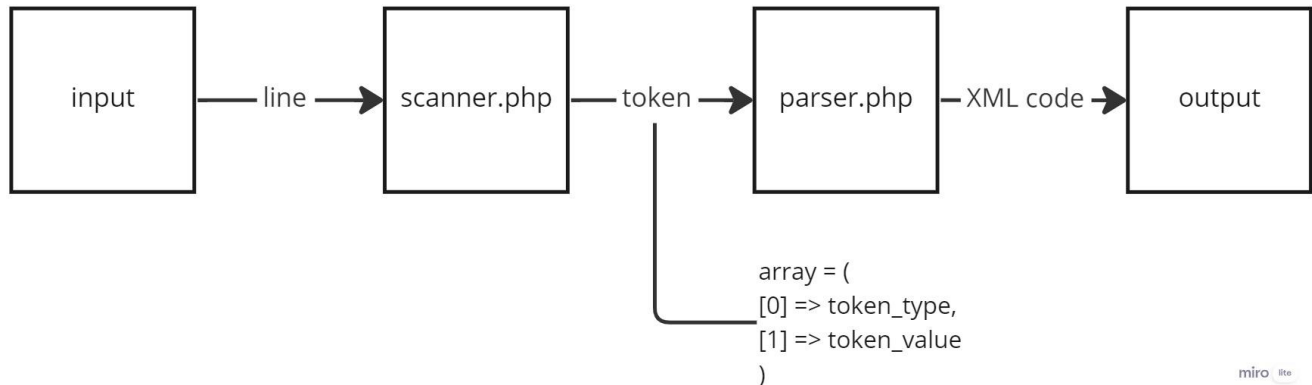 input
line
scanner.php
token
parser.php
XML code
output
array = (
[0] => token_type,
[1] => token_value
)
miro lite